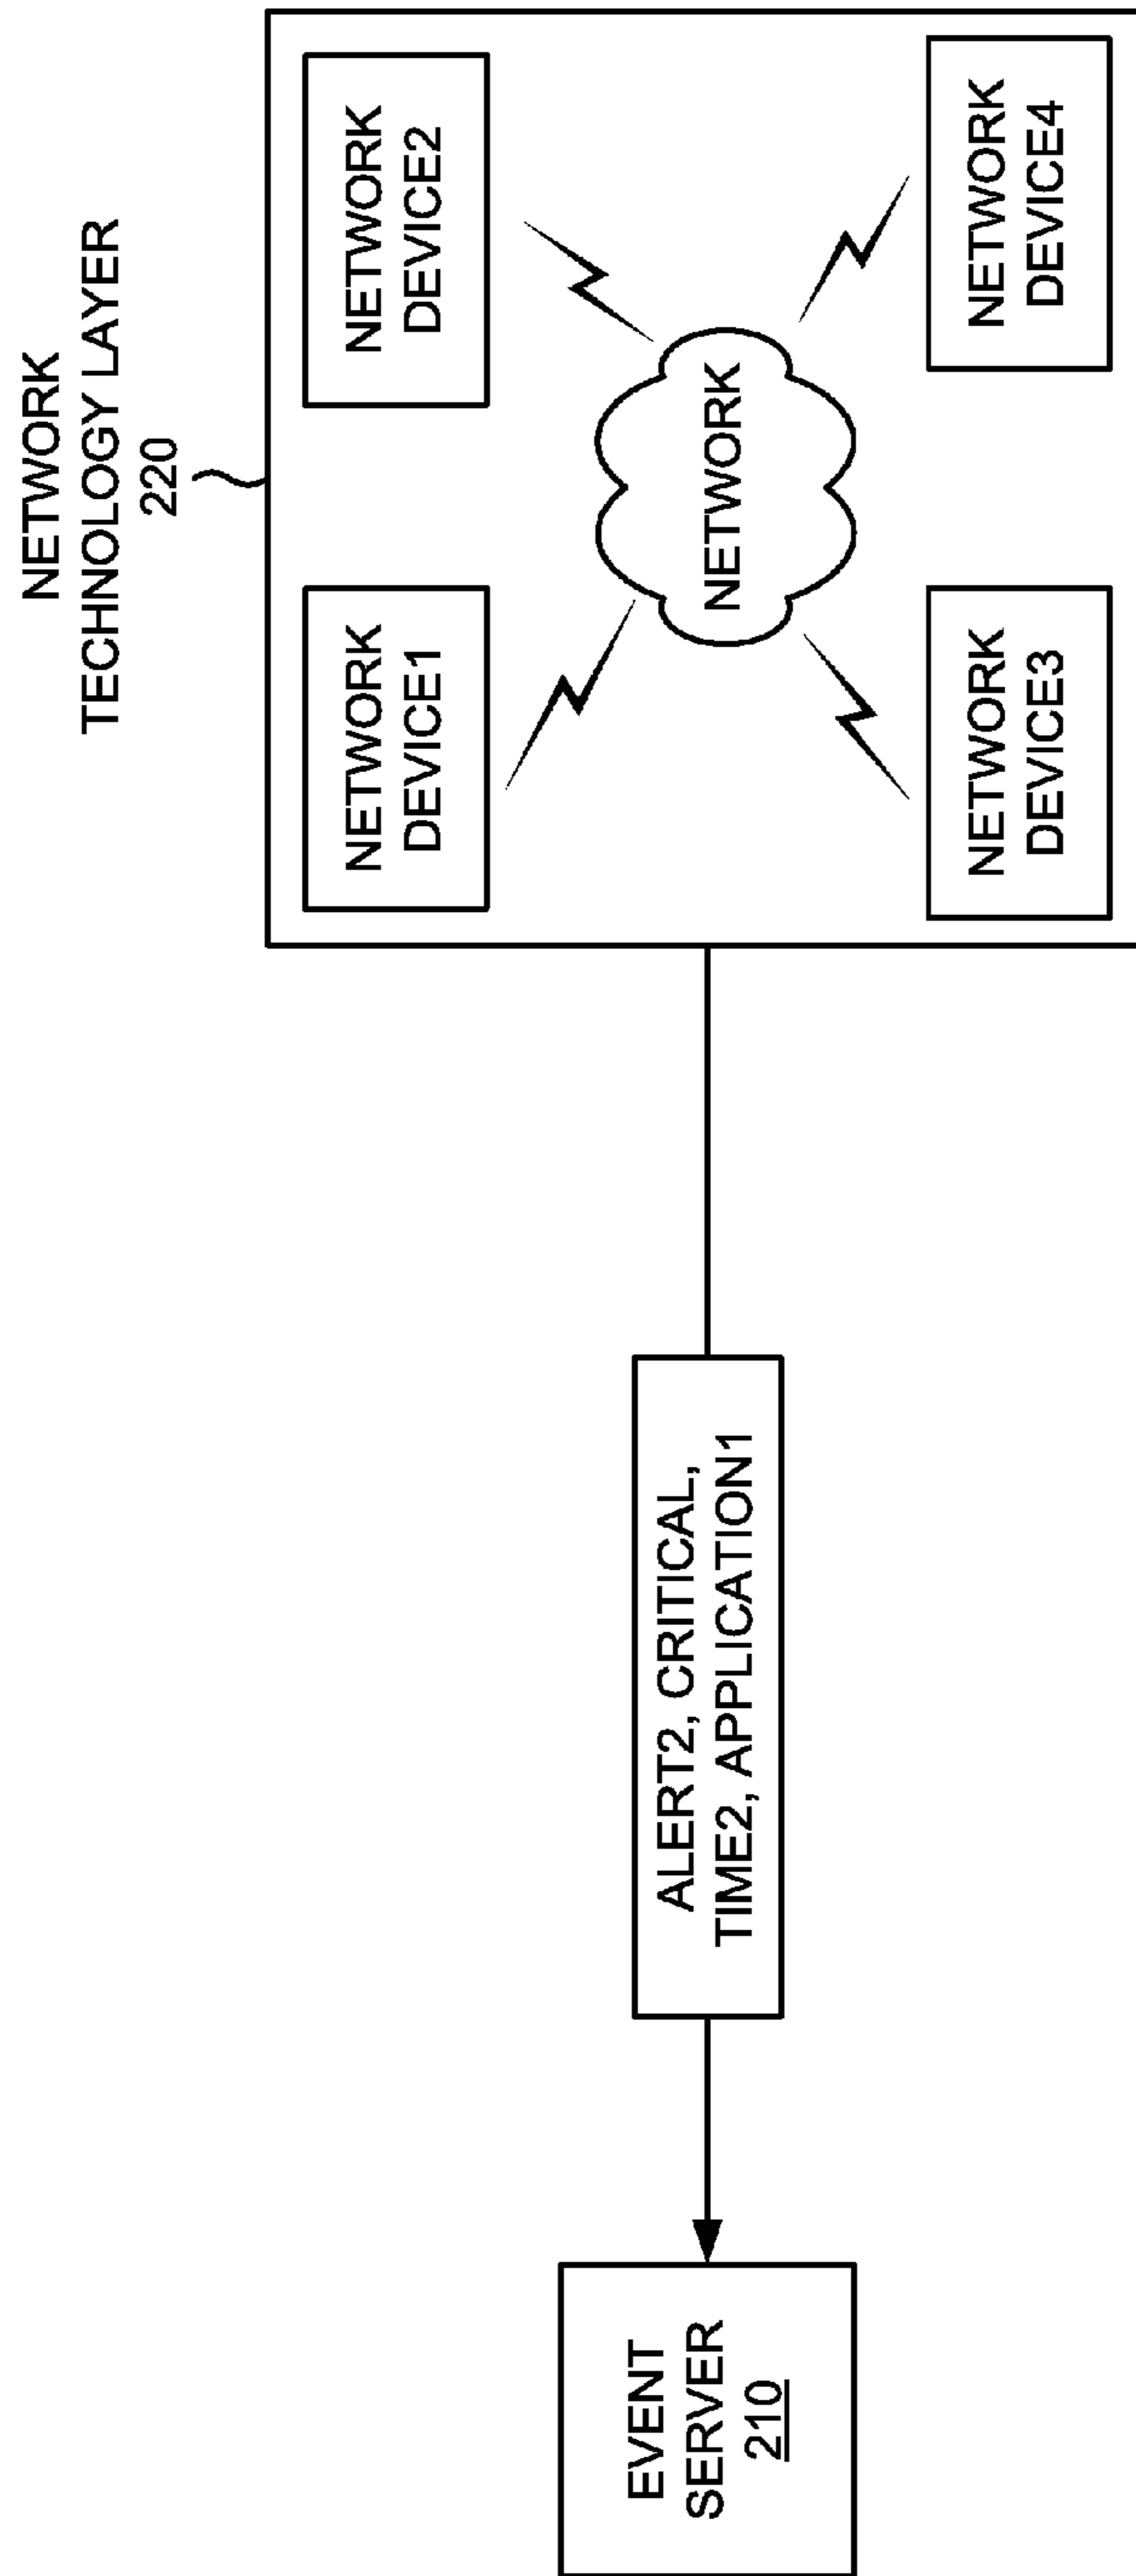 NETWORK
TECHNOLOGY LAYER
220
NETWORK
DEVICE1
NETWORK
DEVICE2
NETWORK
NETWORK
DEVICE3
NETWORK
DEVICE4
ALERT2, CRITICAL,
TIME2, APPLICATION1
EVENT
SERVER
210